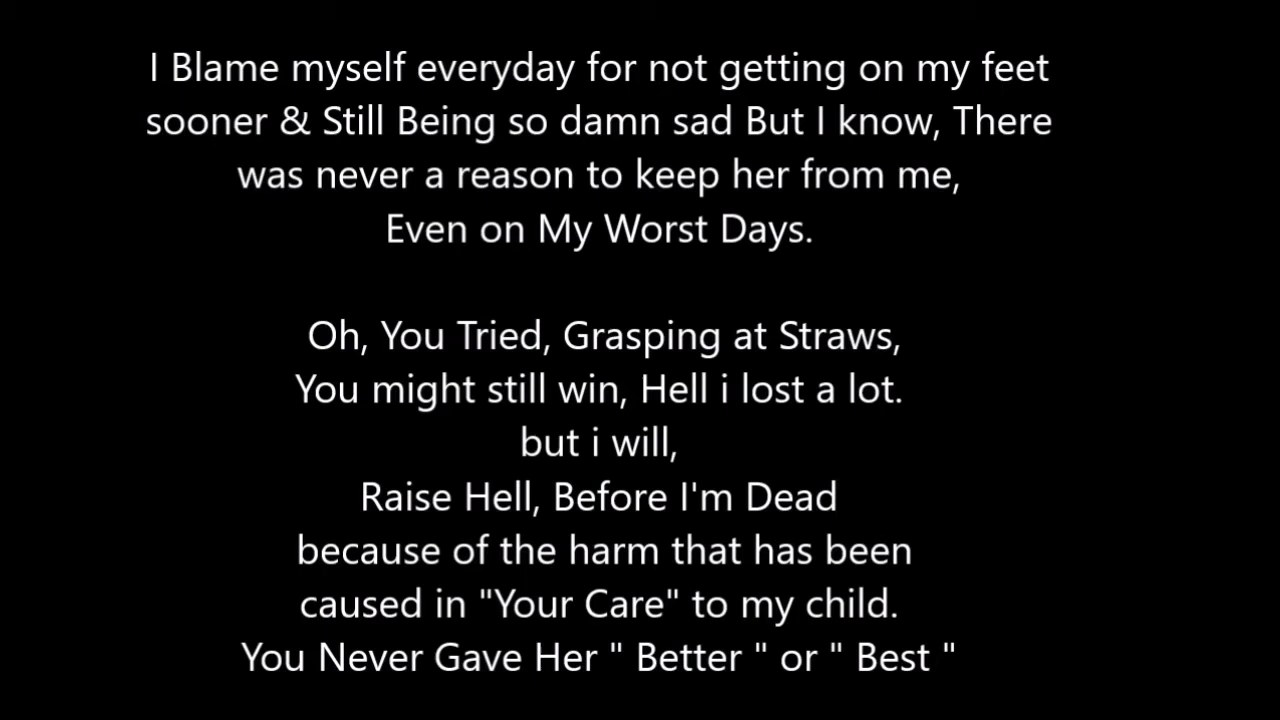 I Blame myself everyday for not getting on my feet
sooner & Still Being so damn sad But I know, There
was never a reason to keep her from me,
Even on My Worst Days.
Oh, You Tried, Grasping at Straws,
You might still win, Hell i lost a lot.
but i will,
Raise Hell, Before I'm Dead
because of the harm that has been
caused in "Your Care" to my child.
You Never Gave Her " Better " or " Best "